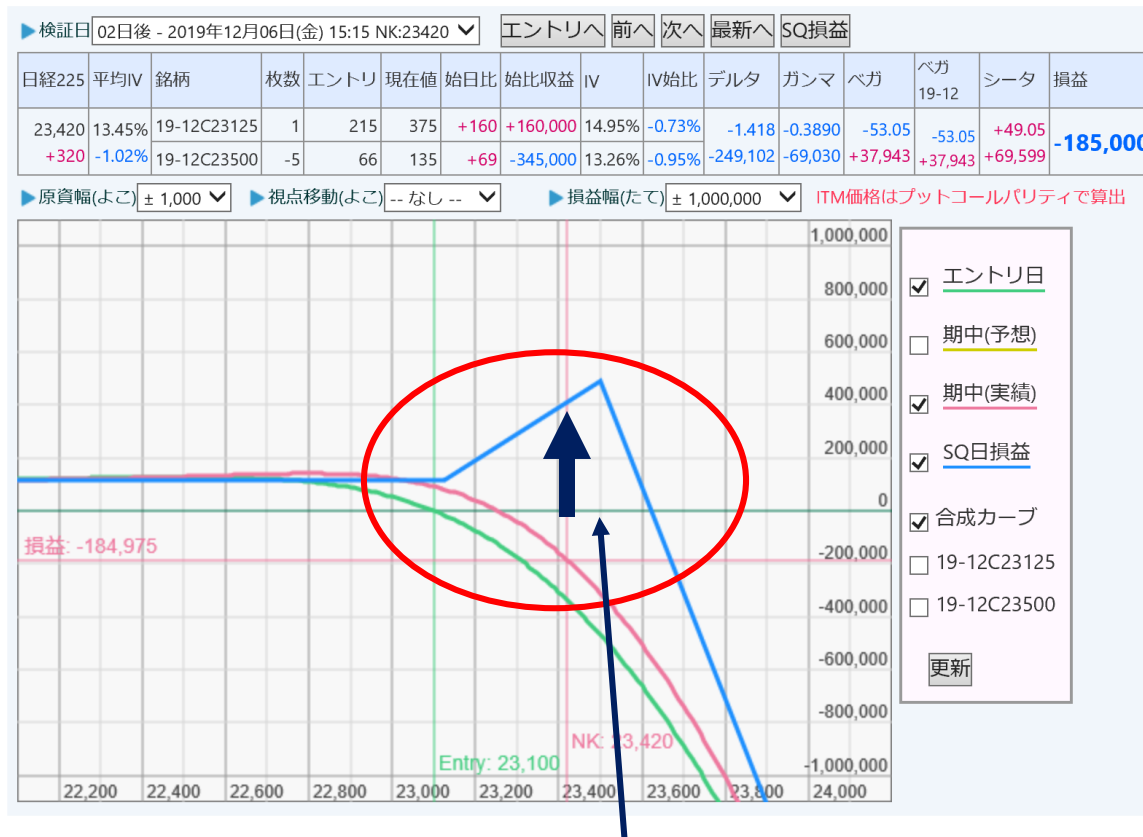 ▶検証日 02日後 - 2019年12月06日(金) 15:15 NK:23420 エントリへ 前へ 次へ 最新へ SQ損益
日経225 平均IV 銘柄 枚数 エントリ 現在値 始日比 始比収益 IV IV始比 デルタ ガンマ ベガ ベガ 19-12 シータ 損益
23,420 13.45% 19-12C23125 1 215 375 +160 +160,000 14.95% -0.73% -1.418 -0.3890 -53.05 -53.05 +49.05 -185,000
+320 -1.02% 19-12C23500 -5 66 135 +69 -345,000 13.26% -0.95% -249,102 -69,030 +37,943 +37,943 +69,599
▶原資幅(よこ) ± 1,000 ▶視点移動(よこ) -- なし -- ▶損益幅(たて) ± 1,000,000 ITM価格はプットコールパリティで算出
1,000,000
800,000
600,000
400,000
200,000
0
-200,000
-400,000
-600,000
-800,000
-1,000,000
損益: -184,975
NK: 23,420
Entry: 23,100
22,200 22,400 22,600 22,800 23,000 23,200 23,400 23,600 23,800 24,000
エントリ日
期中(予想)
期中(実績)
SQ日損益
合成カーブ
19-12C23125
19-12C23500
更新